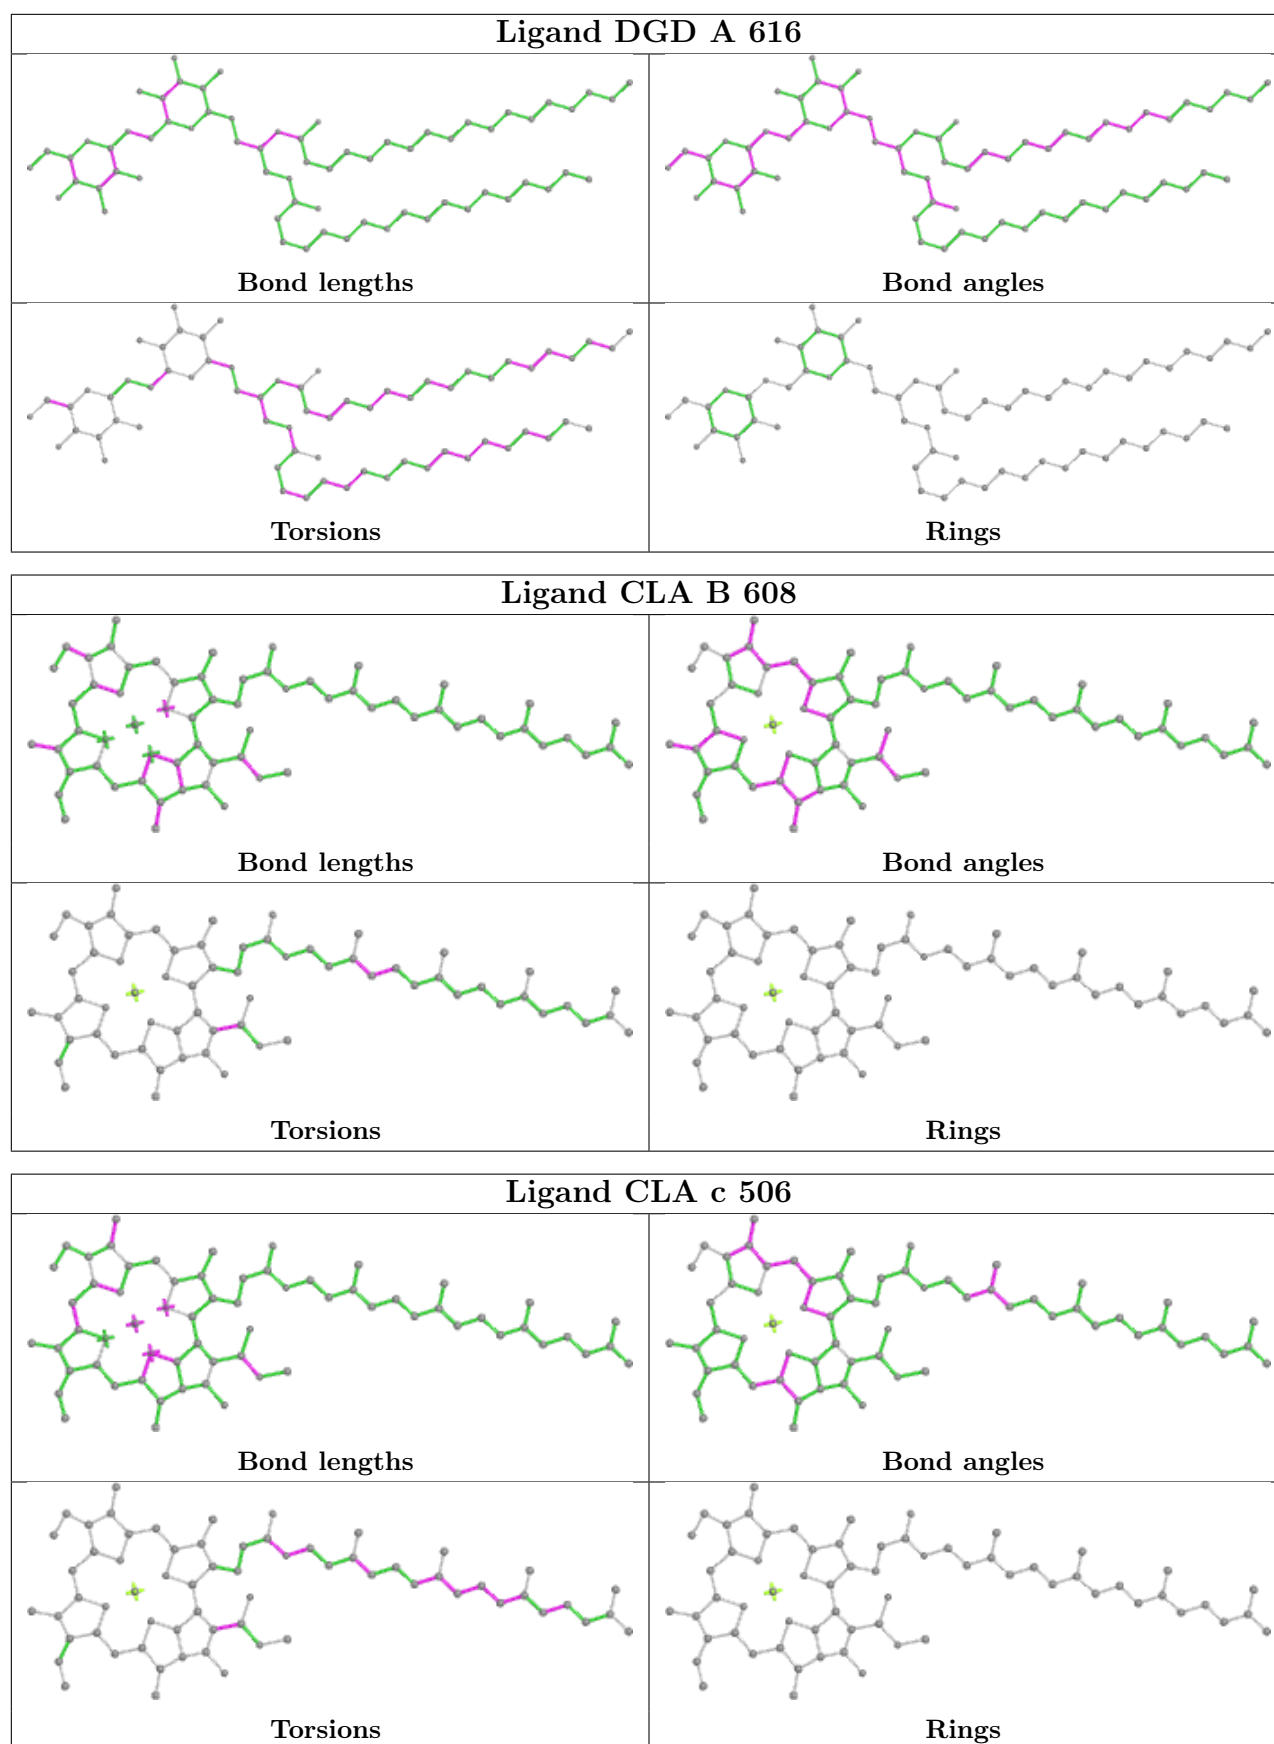 Ligand DGD A 616
Bond lengths
Bond angles
Torsions
Rings
Ligand CLA B 608
Bond lengths
Bond angles
Torsions
Rings
Ligand CLA c 506
Bond lengths
Bond angles
Torsions
Rings